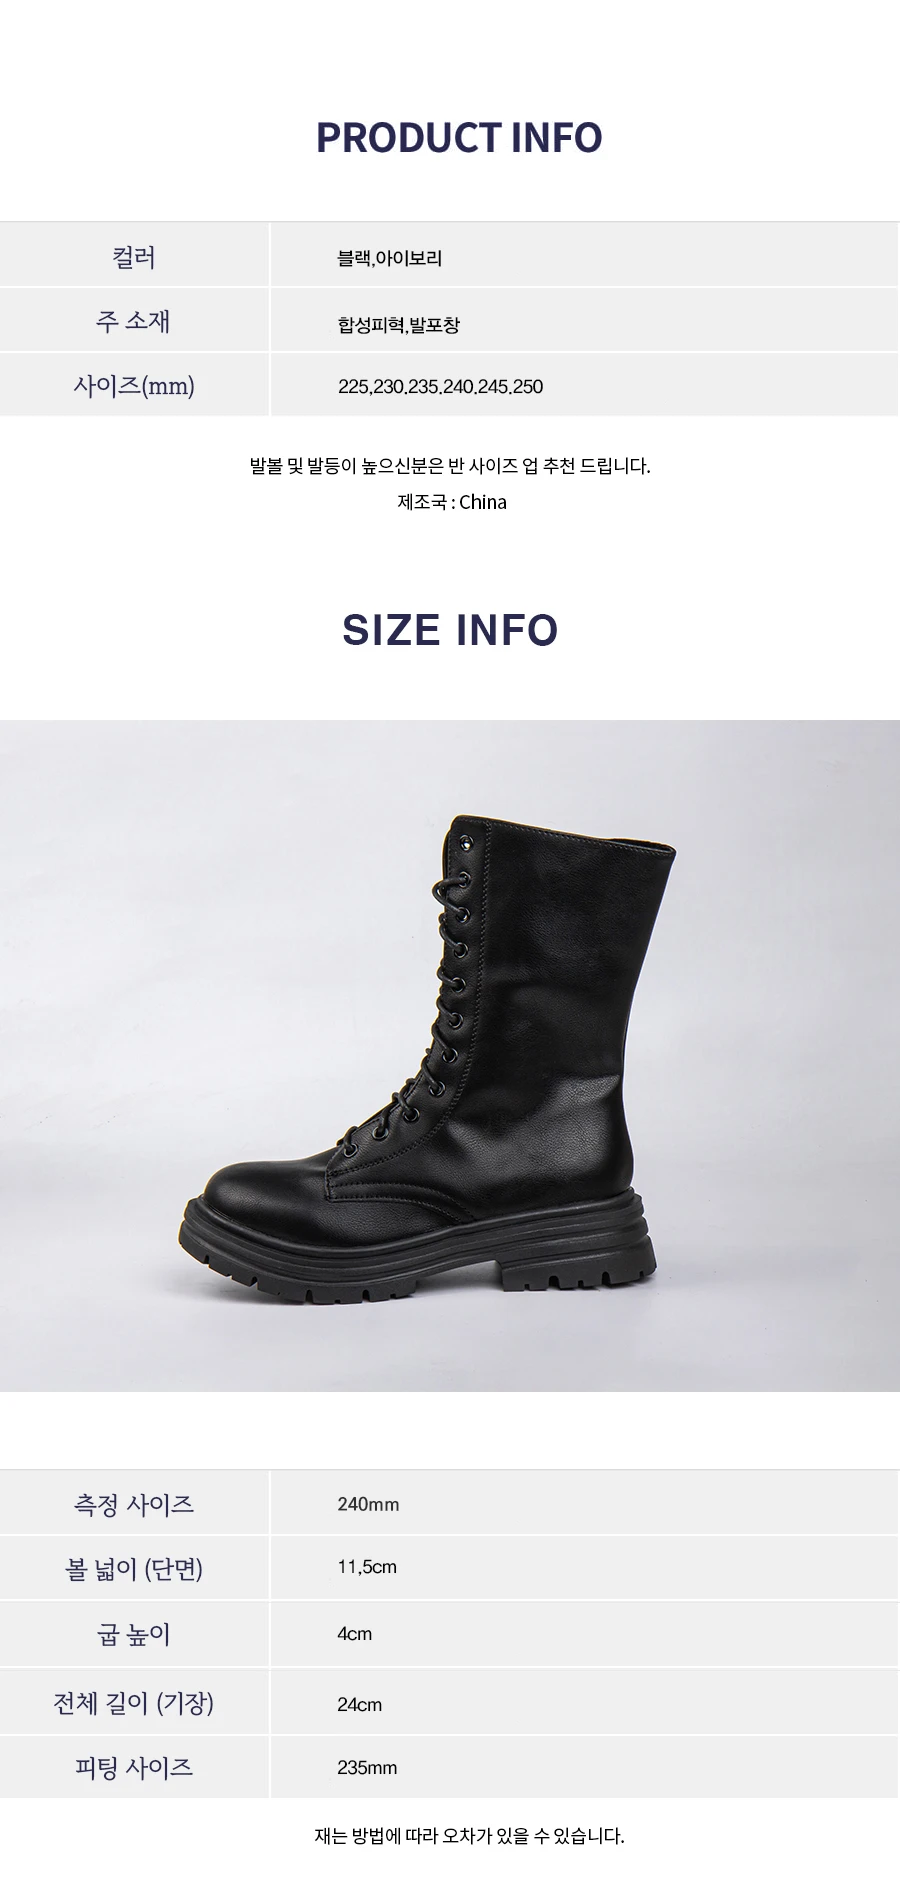 PRODUCT INFO
컬러 블랙,아이보리
주 소재 합성피혁,발포창
사이즈(mm) 225,230.235.240.245.250
발볼 및 발등이 높으신분은 반 사이즈 업 추천 드립니다.
제조국 : China
SIZE INFO
측정 사이즈 240mm
볼 넓이 (단면) 11,5cm
굽 높이 4cm
전체 길이 (기장) 24cm
피팅 사이즈 235mm
재는 방법에 따라 오차가 있을 수 있습니다.